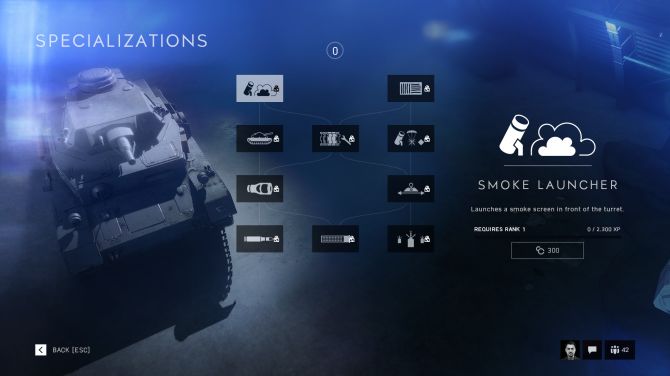 SPECIALIZATIONS
0
SMOKE LAUNCHER
Launches a smoke screen in front of the turret.
REQUIRES RANK 1 0 / 2,300 XP
300
BACK [ESC]
42